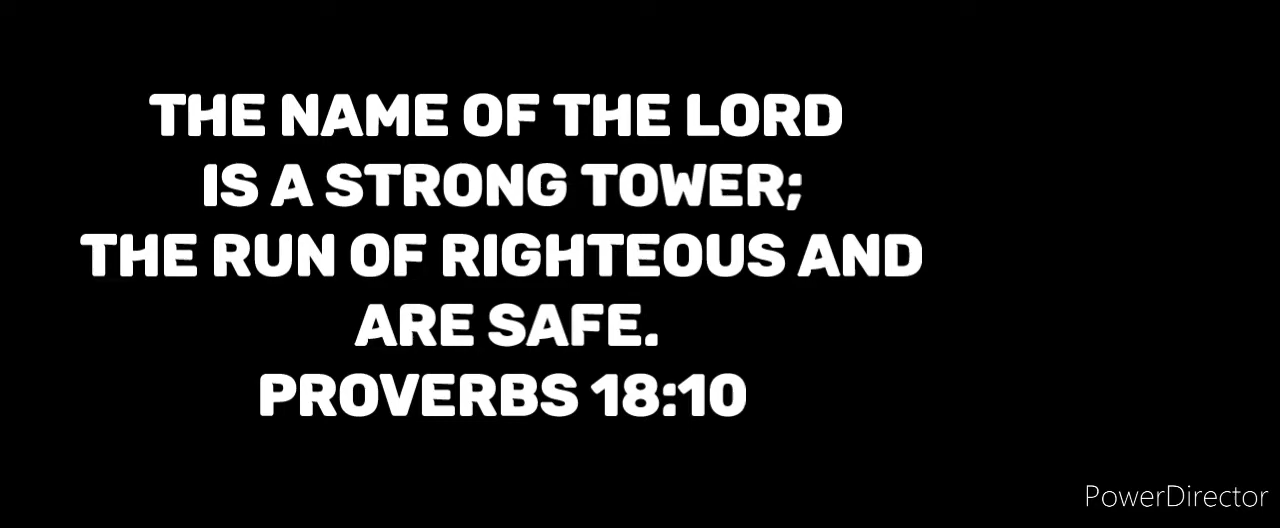 THE NAME OF THE LORD
IS A STRONG TOWER;
THE RUN OF RIGHTEOUS AND
ARE SAFE.
PROVERBS 18:10
PowerDirector